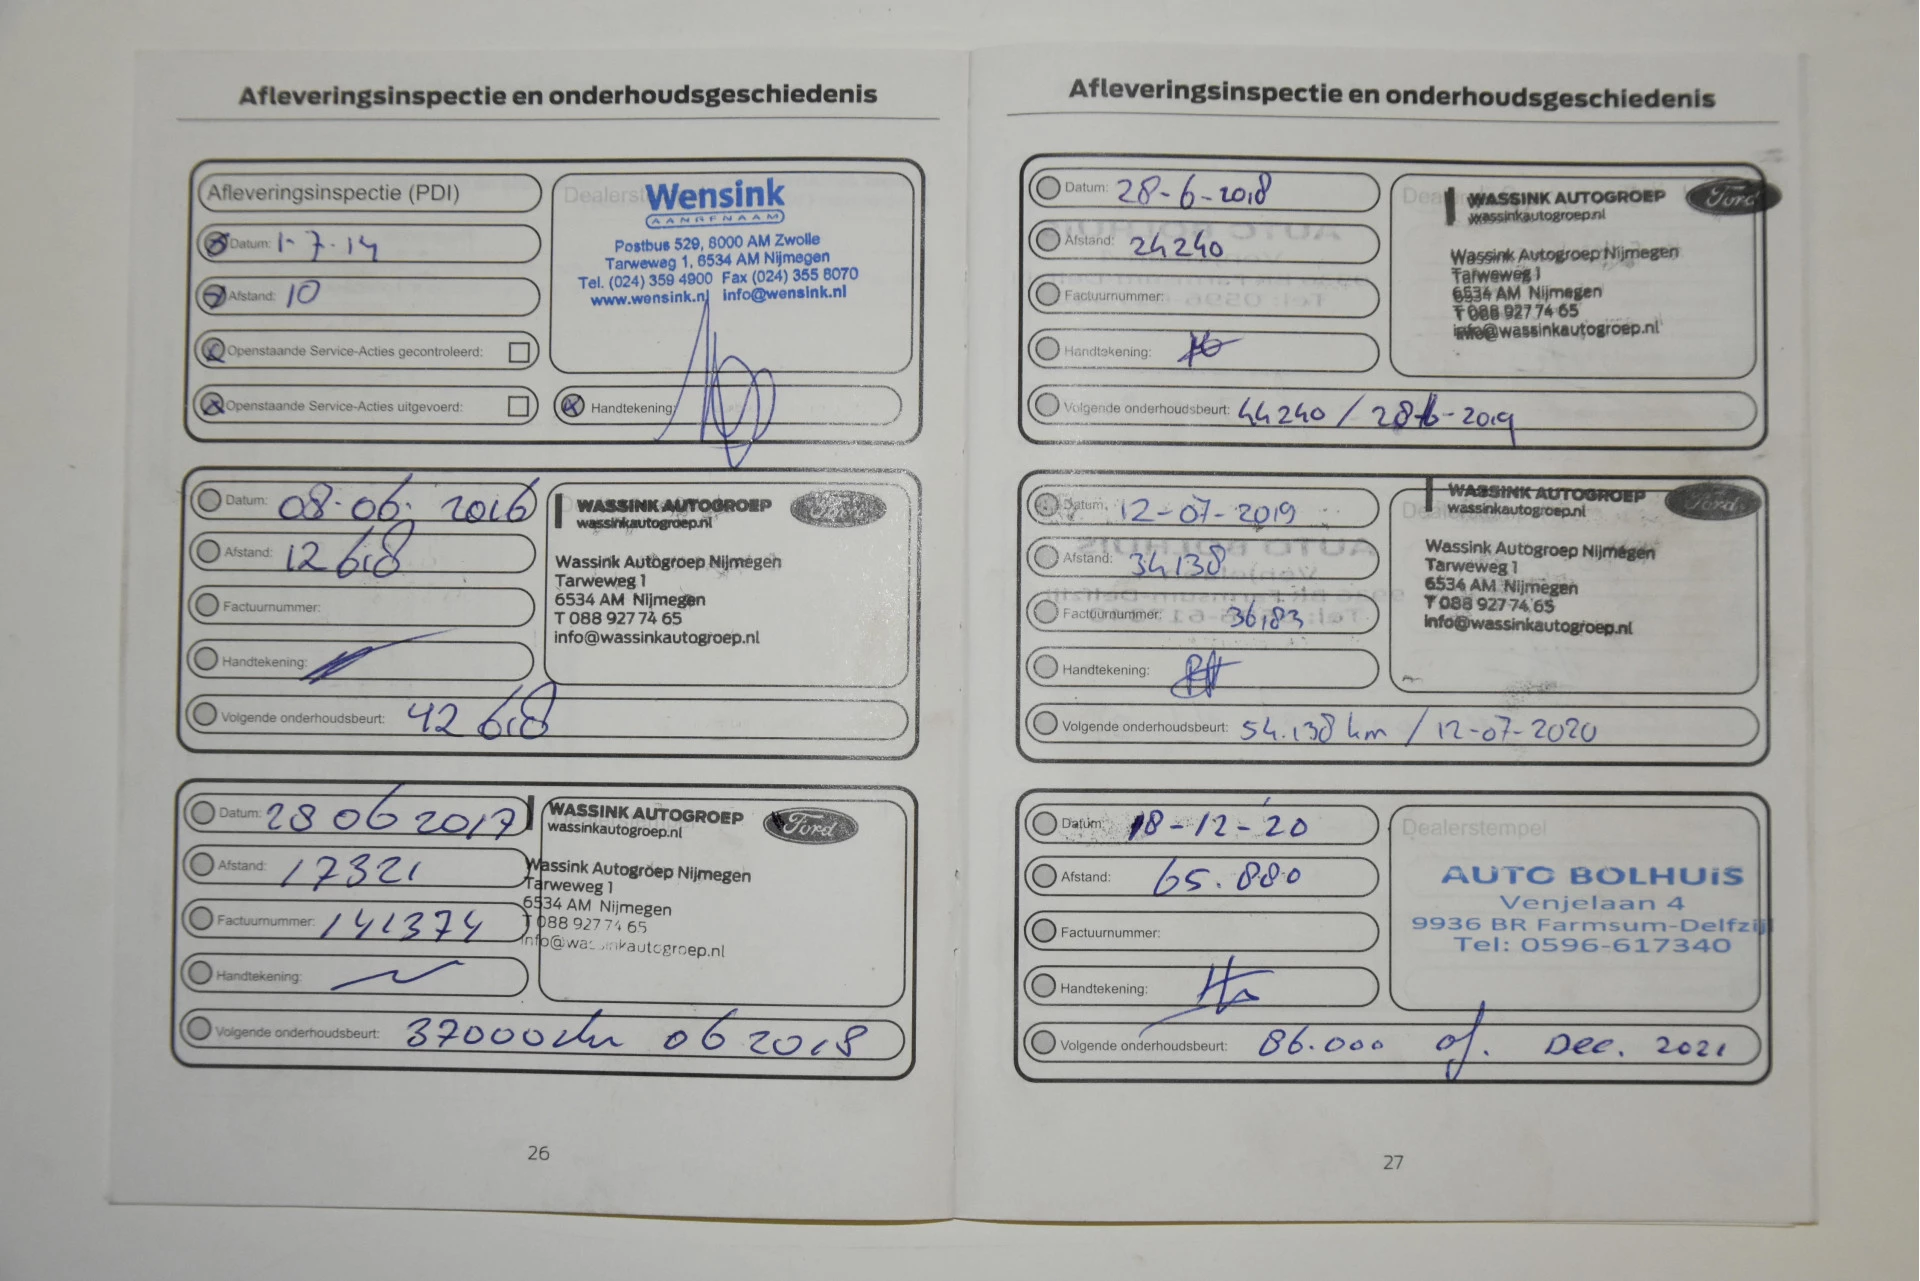 Afleveringsinspectie en onderhoudsgeschiedenis
Afleveringsinspectie (PDI)
Datum: 1-7-14
Afstand: 10
Openstaande Service-Acties gecontroleerd:
Openstaande Service-Acties uitgevoerd:
Wensink
AANGENAAM
Postbus 529, 8000 AM Zwolle
Tarweweg 1, 6534 AM Nijmegen
Tel. (024) 359 4900 Fax (024) 355 8070
www.wensink.nl info@wensink.nl
Handtekening:
Datum: 08-06-2016
Afstand: 12618
Factuurnummer:
Handtekening:
Volgende onderhoudsbeurt: 42618
WASSINK AUTOGROEP
wassinkautogroep.nl
Ford
Wassink Autogroep Nijmegen
Tarweweg 1
6534 AM Nijmegen
T 088 927 74 65
info@wassinkautogroep.nl
Datum: 28 06 2017
Afstand: 17321
Factuurnummer: 141374
Handtekening:
Volgende onderhoudsbeurt: 37000km 06 2018
WASSINK AUTOGROEP
wassinkautogroep.nl
Ford
Wassink Autogroep Nijmegen
Tarweweg 1
6534 AM Nijmegen
T 088 927 74 65
info@wassinkautogroep.nl
26
Afleveringsinspectie en onderhoudsgeschiedenis
Datum: 28-6-2018
Afstand: 24240
Factuurnummer:
Handtekening:
Volgende onderhoudsbeurt: 44240 / 28-6-2019
WASSINK AUTOGROEP
wassinkautogroep.nl
Ford
Wassink Autogroep Nijmegen
Tarweweg 1
6534 AM Nijmegen
T 088 927 74 65
info@wassinkautogroep.nl
Datum: 12-07-2019
Afstand: 34138
Factuurnummer: 36183
Handtekening:
Volgende onderhoudsbeurt: 54.138 km / 12-07-2020
WASSINK AUTOGROEP
wassinkautogroep.nl
Ford
Wassink Autogroep Nijmegen
Tarweweg 1
6534 AM Nijmegen
T 088 927 74 65
info@wassinkautogroep.nl
Datum: 18-12-20
Afstand: 65.880
Factuurnummer:
Handtekening:
Volgende onderhoudsbeurt: 86.000 of. Dec. 2021
Dealerstempel
AUTO BOLHUIS
Venjelaan 4
9936 BR Farmsum-Delfzijl
Tel: 0596-617340
27